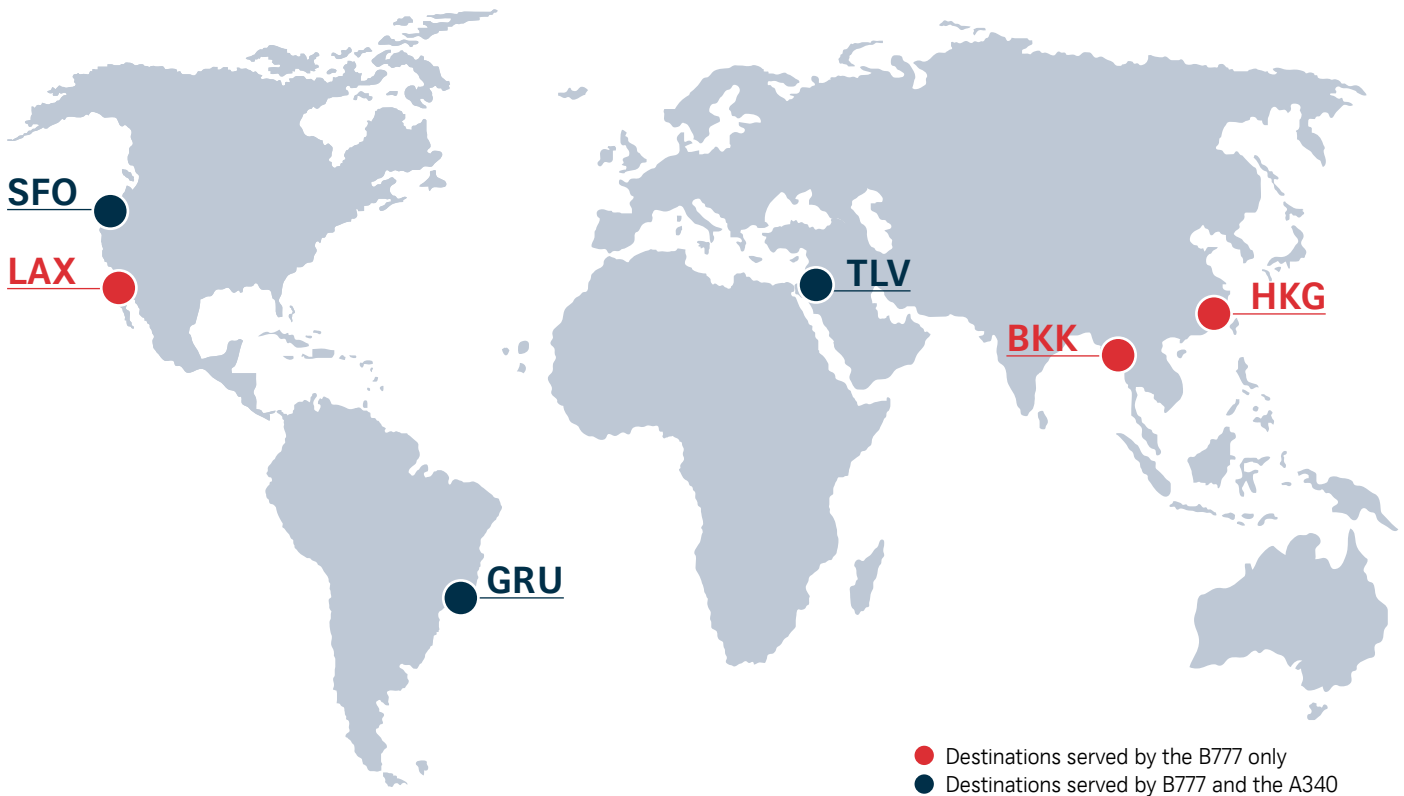 SFO
LAX
TLV
HKG
BKK
GRU
Destinations served by the B777 only
Destinations served by B777 and the A340